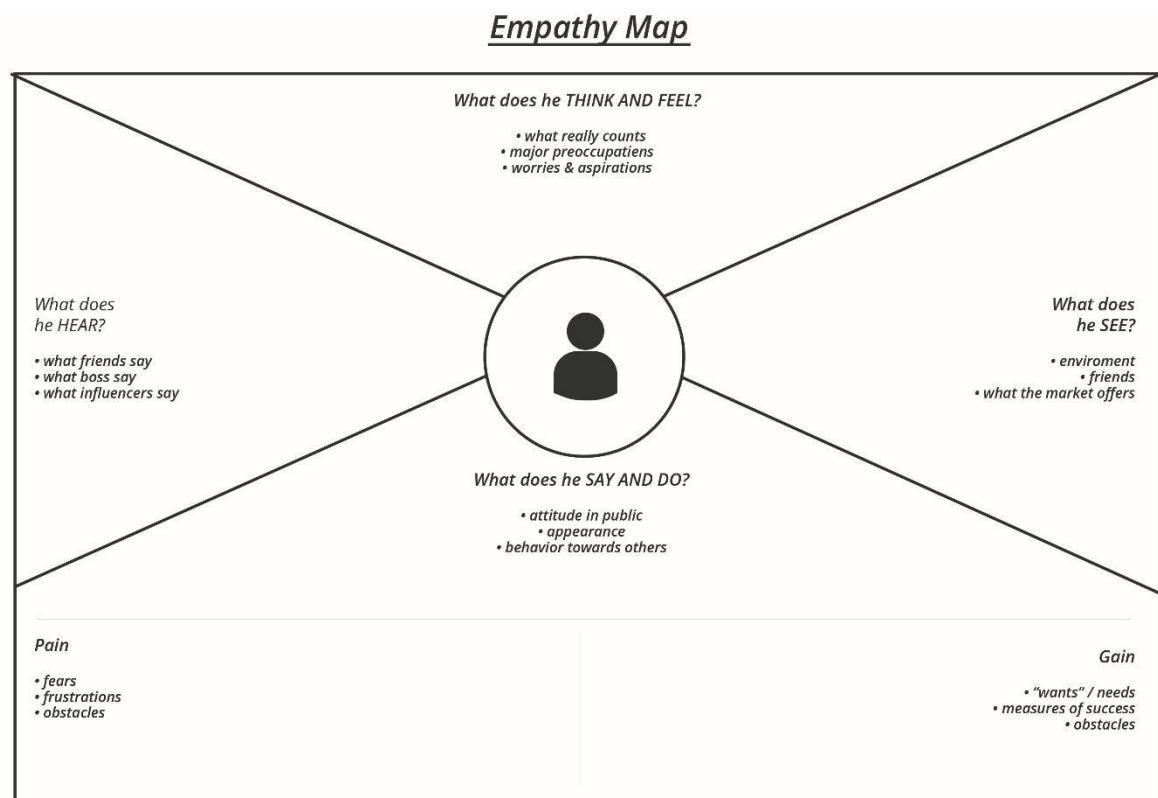 Empathy Map
What does he THINK AND FEEL?
• what really counts
• major preoccupatiens
• worries & aspirations
What does
he HEAR?
• what friends say
• what boss say
• what influencers say
What does
he SEE?
• enviroment
• friends
• what the market offers
What does he SAY AND DO?
• attitude in public
• appearance
• behavior towards others
Pain
• fears
• frustrations
• obstacles
Gain
• “wants” / needs
• measures of success
• obstacles